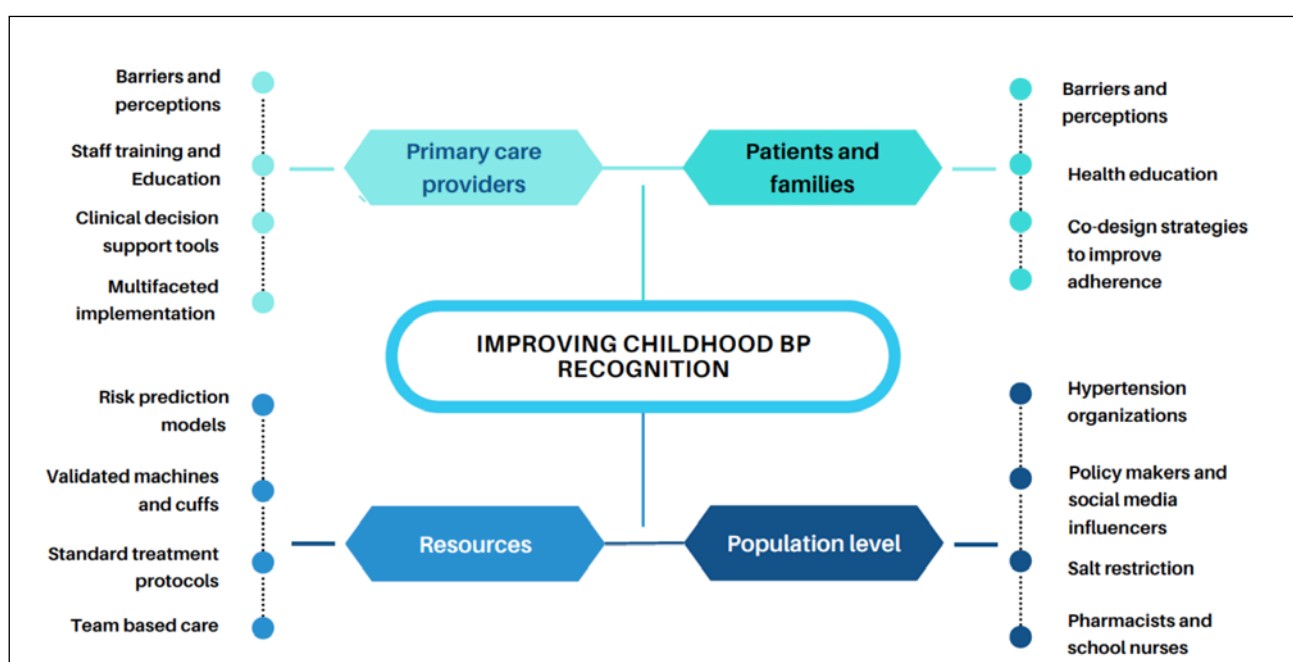 Barriers and
perceptions
Staff training and
Education
Clinical decision
support tools
Multifaceted
implementation
Primary care
providers
Patients and
families
Barriers and
perceptions
Health education
Co-design strategies
to improve
adherence
IMPROVING CHILDHOOD BP
RECOGNITION
Risk prediction
models
Validated machines
and cuffs
Standard treatment
protocols
Team based care
Resources
Population level
Hypertension
organizations
Policy makers and
social media
influencers
Salt restriction
Pharmacists and
school nurses